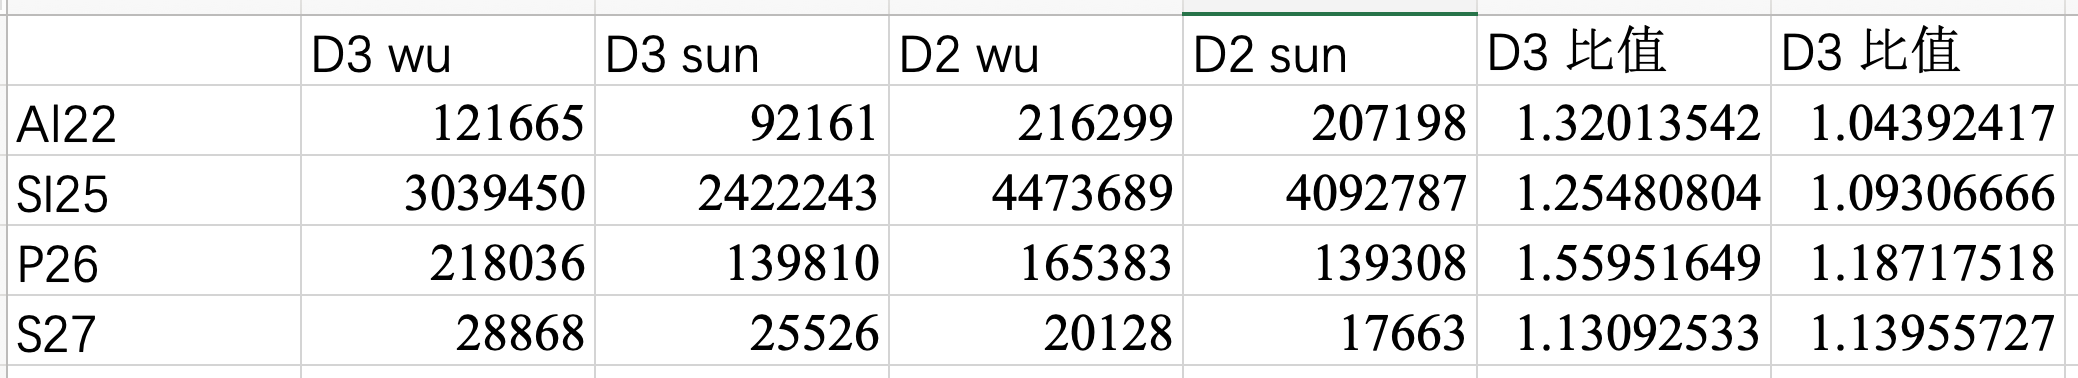 D3 wu D3 sun D2 wu D2 sun D3 比值 D3 比值
Al22 121665 92161 216299 207198 1.32013542 1.04392417
SI25 3039450 2422243 4473689 4092787 1.25480804 1.09306666
P26 218036 139810 165383 139308 1.55951649 1.18717518
S27 28868 25526 20128 17663 1.13092533 1.13955727